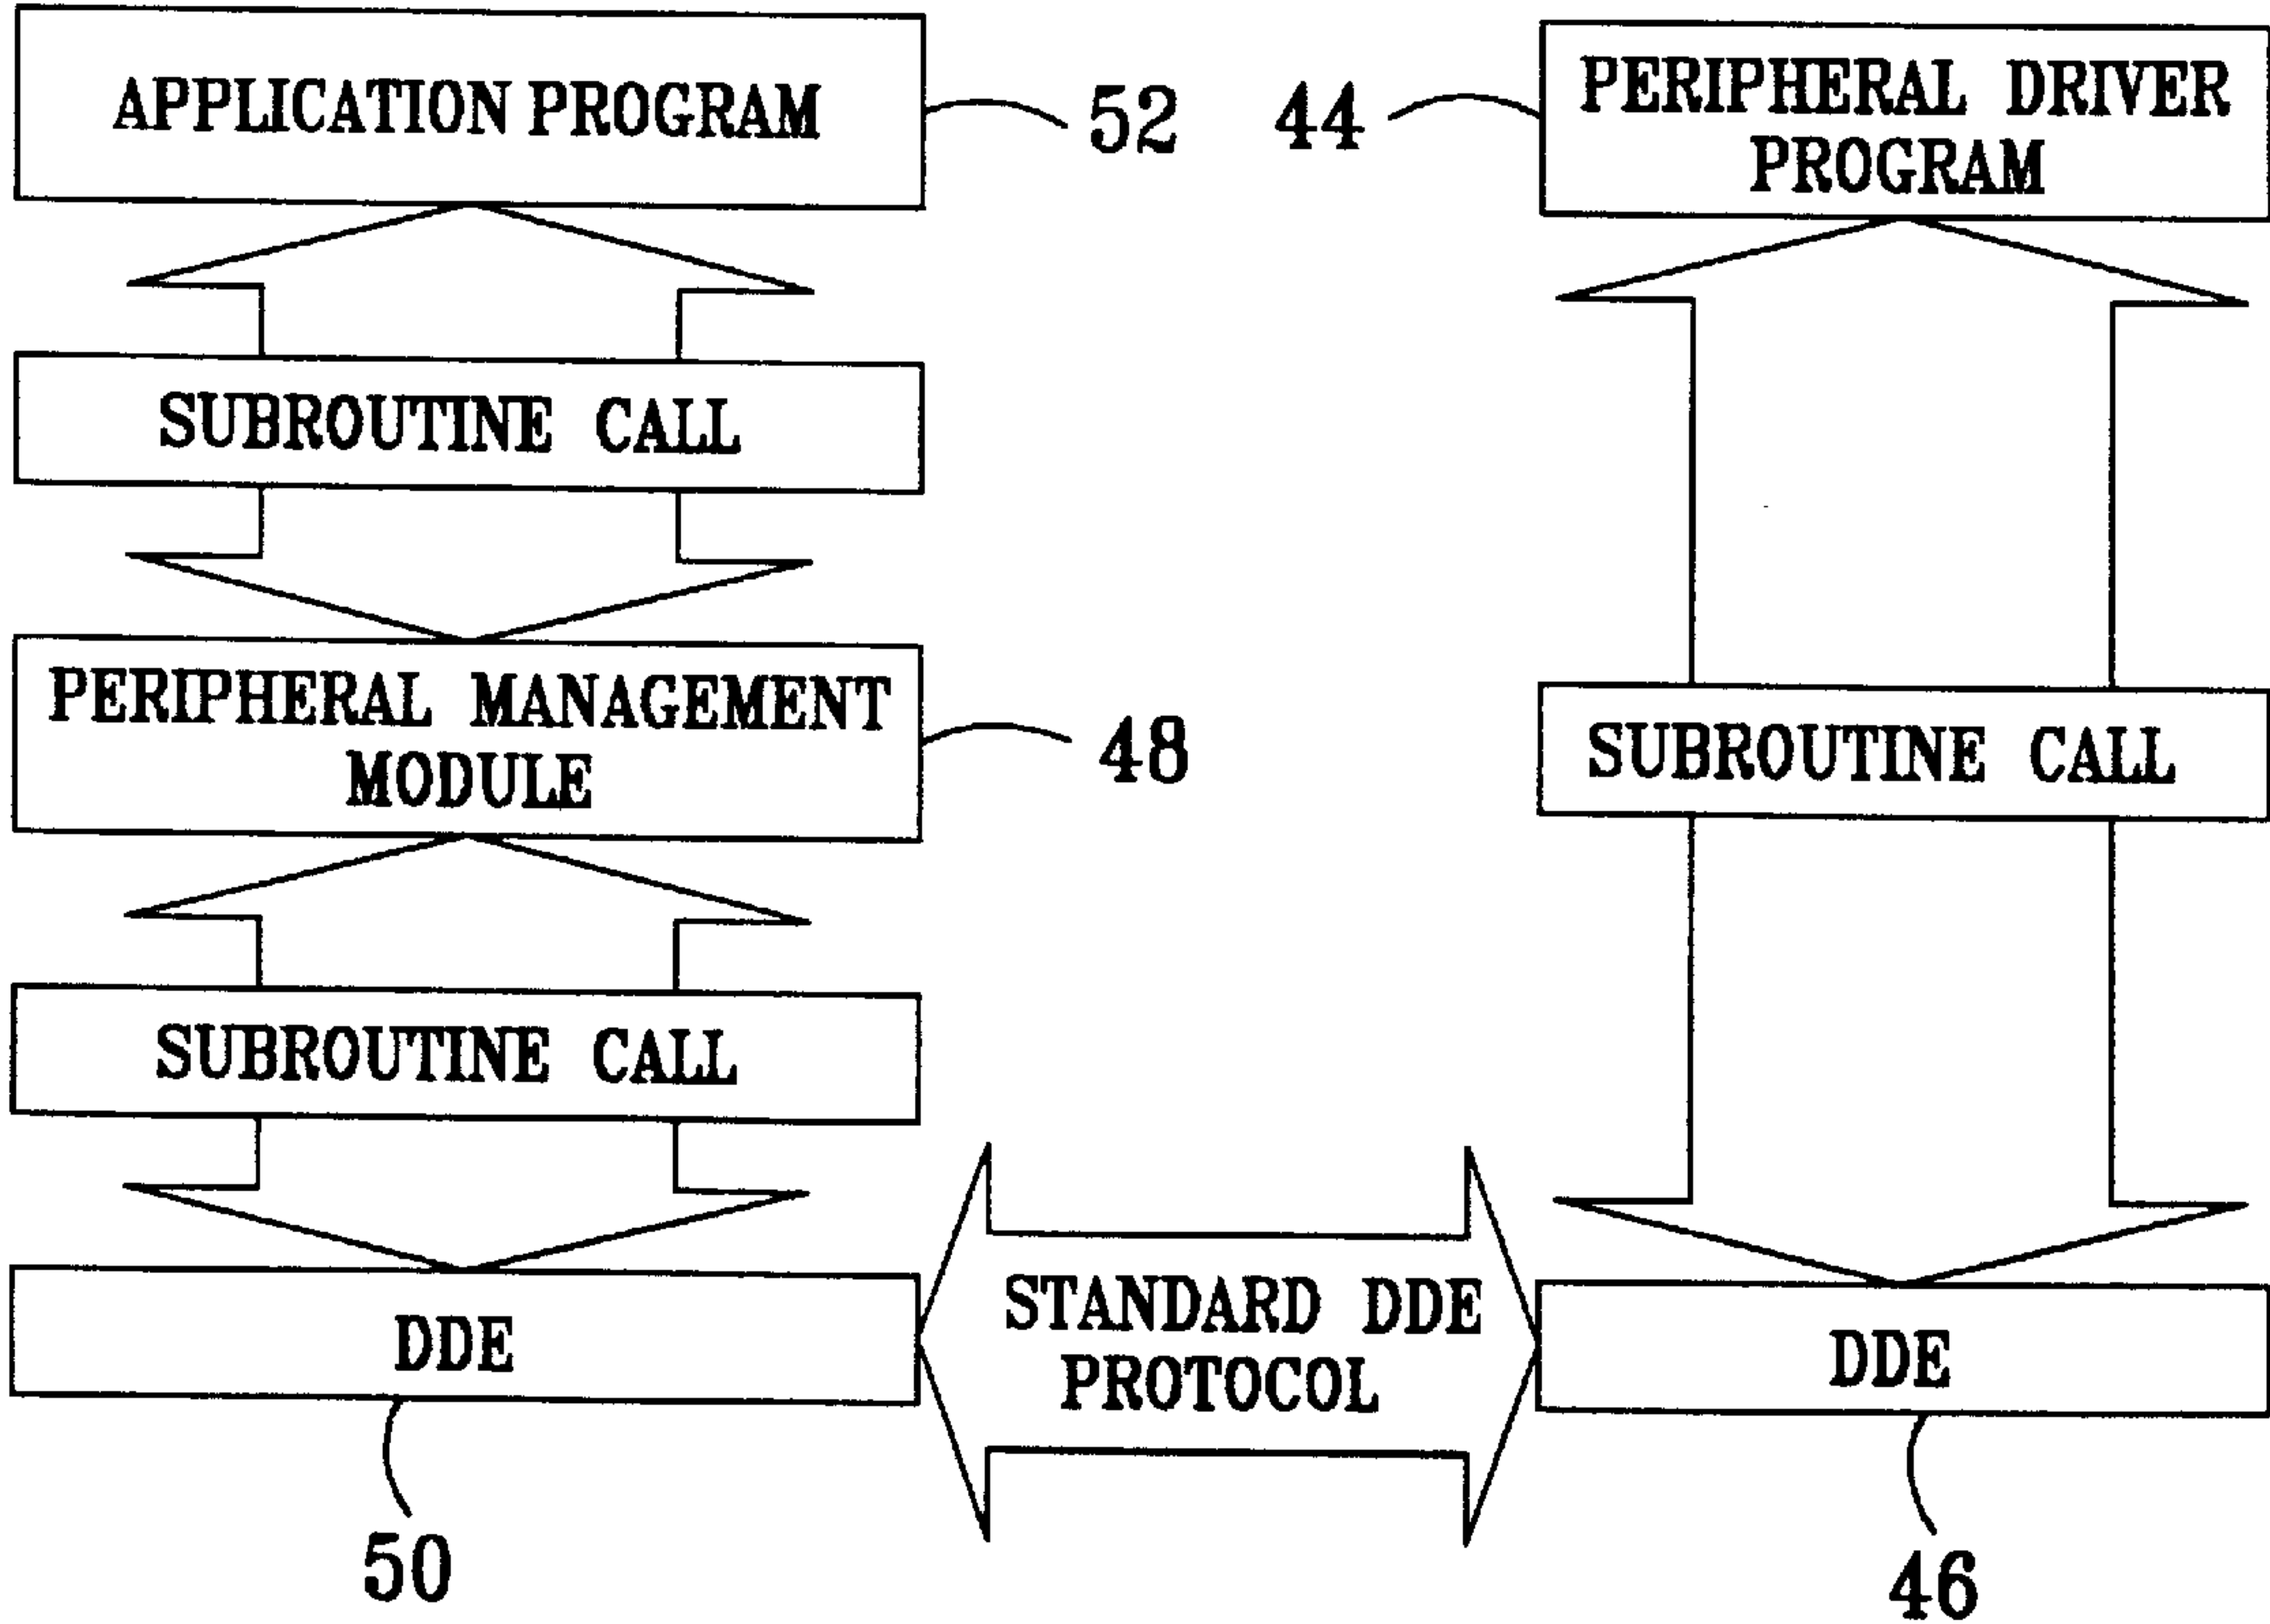 APPLICATION PROGRAM
52
44
PERIPHERAL DRIVER
PROGRAM
SUBROUTINE CALL
PERIPHERAL MANAGEMENT
MODULE
48
SUBROUTINE CALL
SUBROUTINE CALL
DDE
STANDARD DDE
PROTOCOL
DDE
50
46